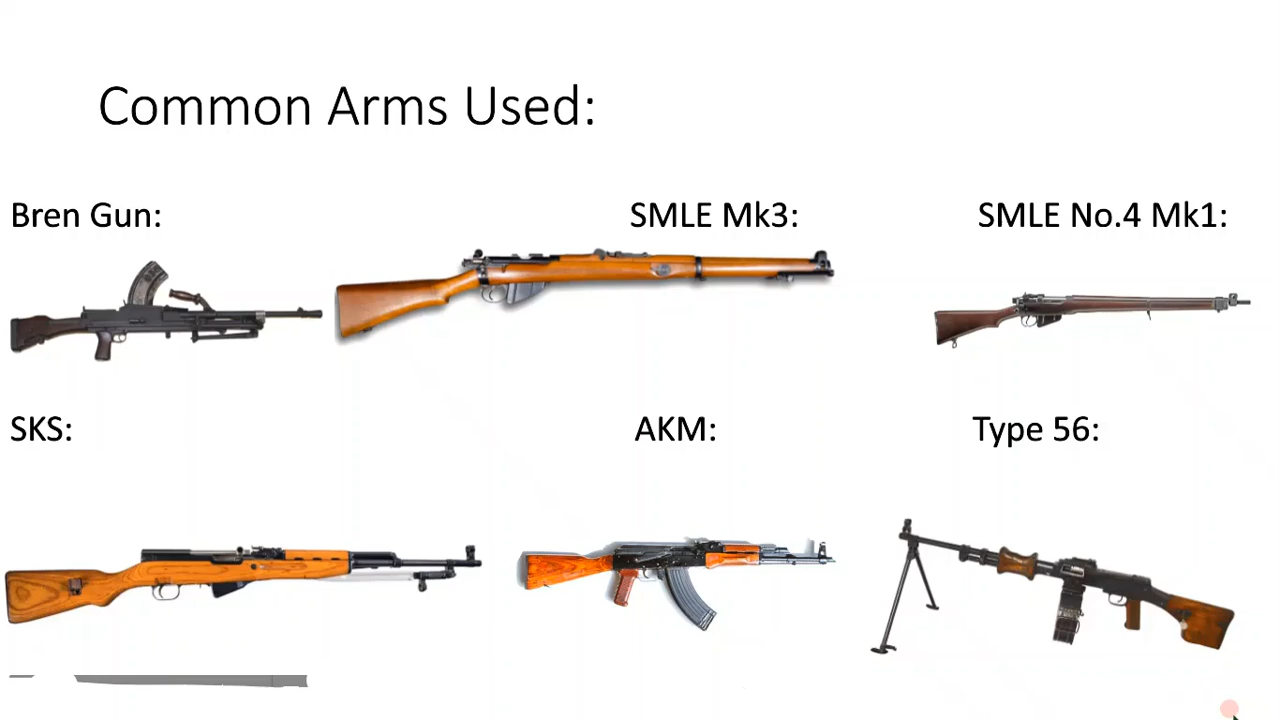 Common Arms Used:
Bren Gun:
SMLE Mk3:
SMLE No.4 Mk1:
SKS:
AKM:
Type 56: